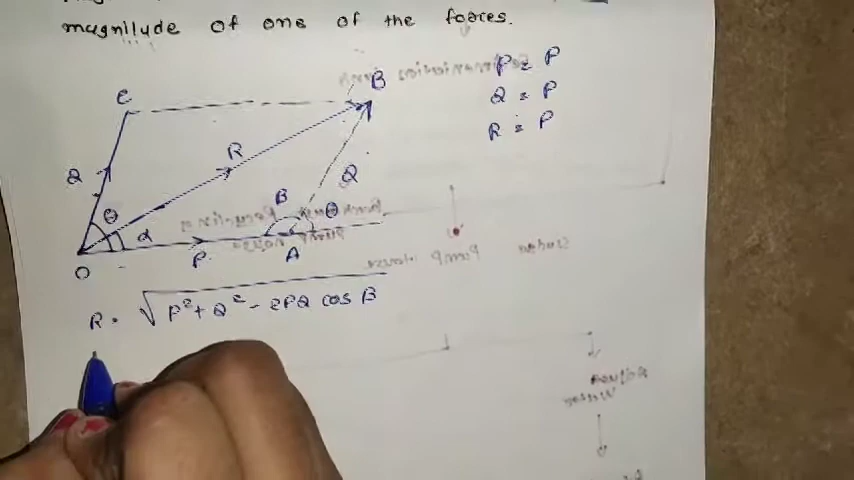 magnitude of one of the forces.
P = P
Q = P
R = P
C
B
Q
R
Q
θ
B
θ
α
O
P
A
R = √P² + Q² - 2PQ cos B